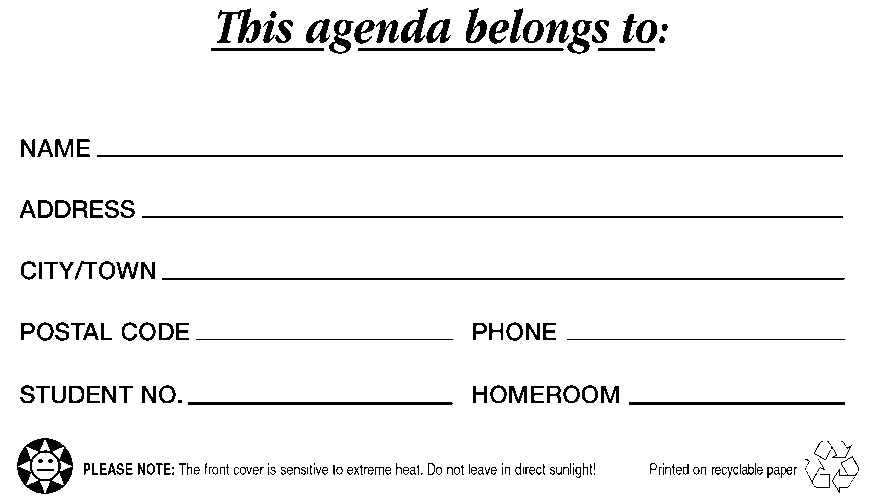 This agenda belongs to:
NAME
ADDRESS
CITY/TOWN
POSTAL CODE PHONE
STUDENT NO. HOMEROOM
PLEASE NOTE: The front cover is sensitive to extreme heat. Do not leave in direct sunlight! Printed on recyclable paper